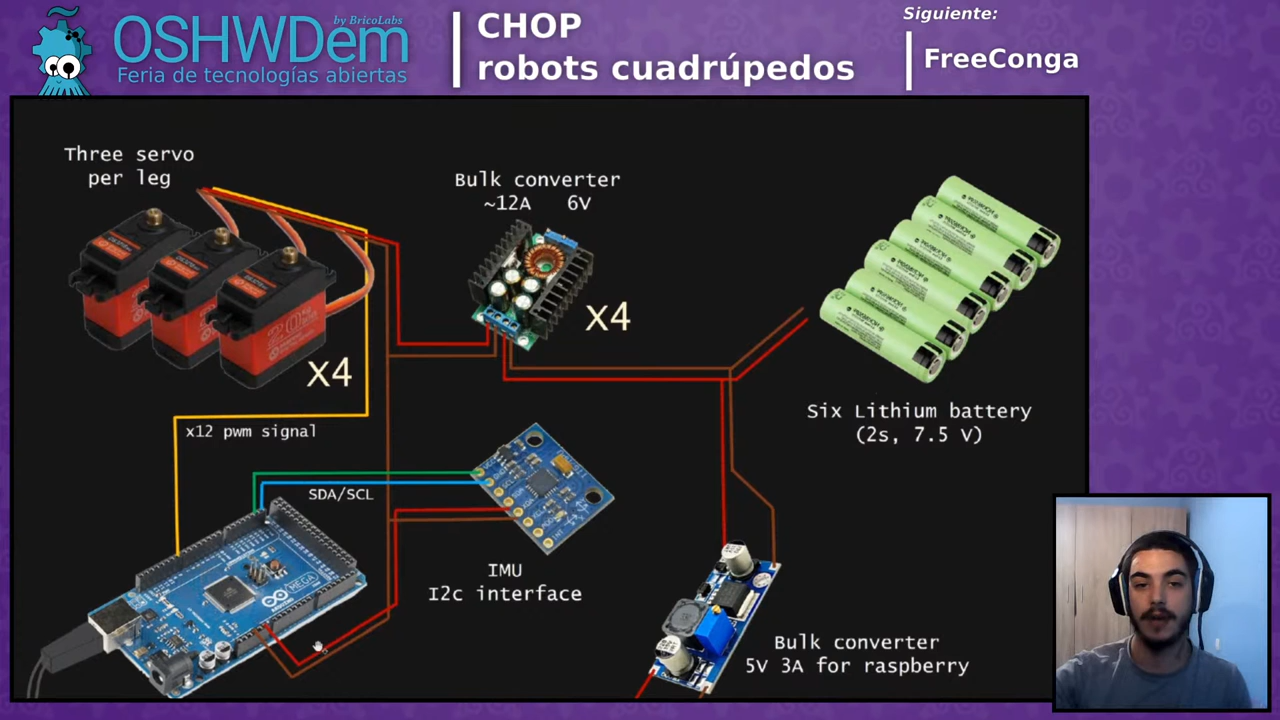 by BricoLabs
OSHWDem
Feria de tecnologías abiertas
CHOP
robots cuadrúpedos
Siguiente:
FreeConga
Three servo
per leg
X4
Bulk converter
~12A 6V
X4
Six Lithium battery
(2s, 7.5 V)
x12 pwm signal
SDA/SCL
IMU
I2c interface
MEGA
Bulk converter
5V 3A for raspberry